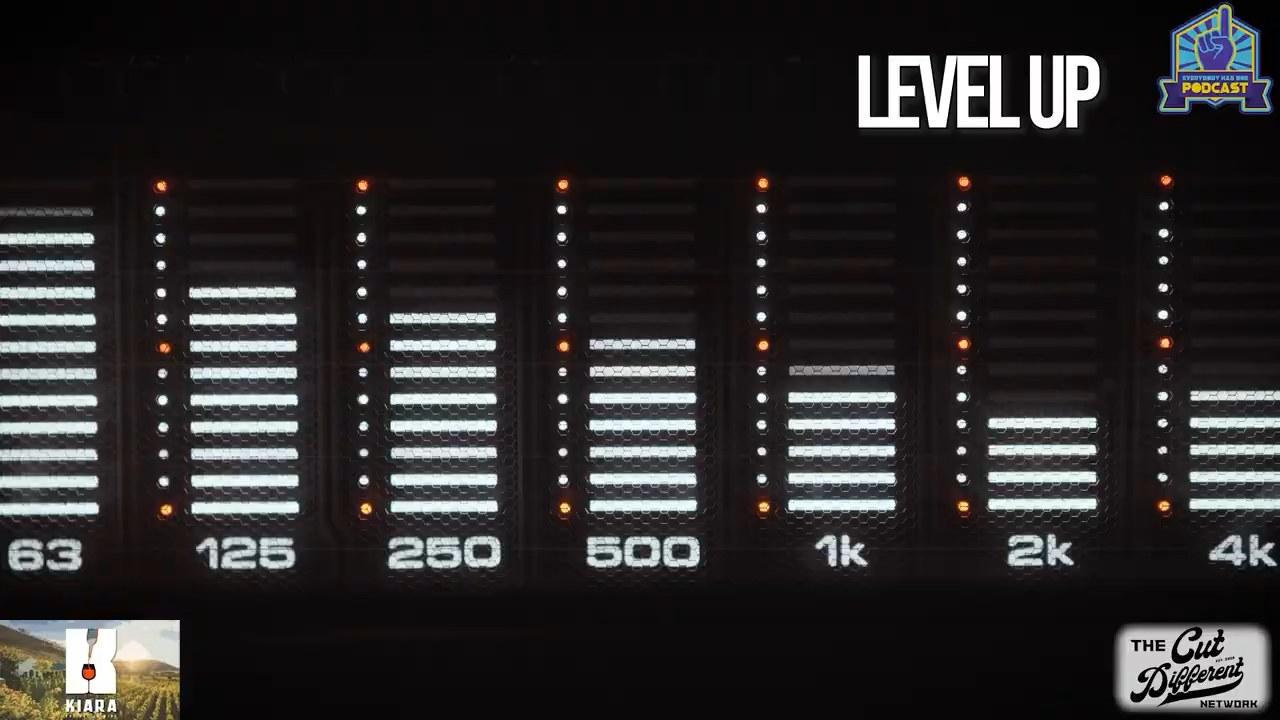 LEVEL UP
EVERYBODY HAS ONE
PODCAST
63 125 250 500 1k 2k 4k
KIARA
THE Cut
Different
NETWORK